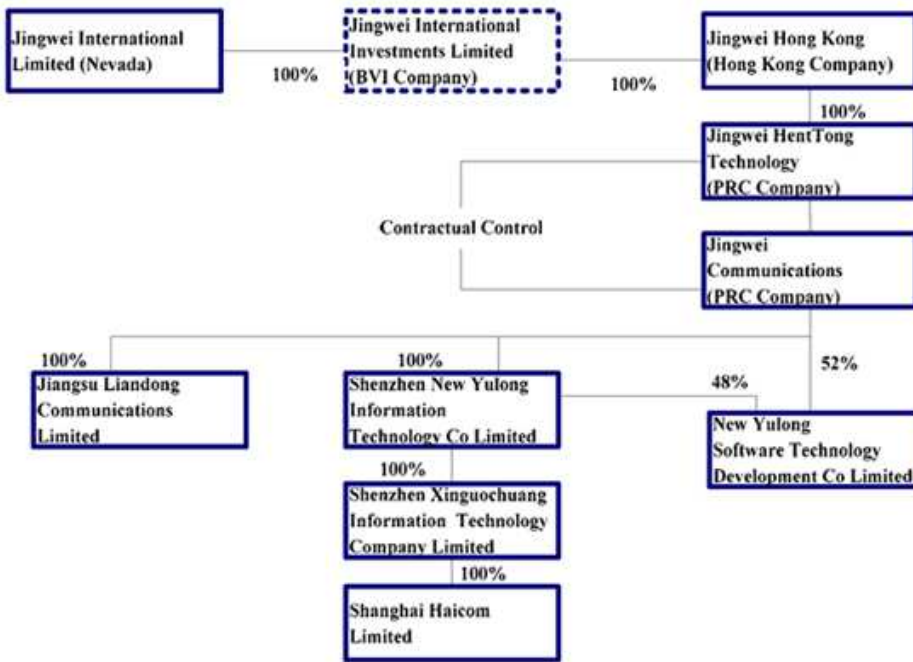 Jingwei International
Limited (Nevada)
100%
Jingwei International
Investments Limited
(BVI Company)
100%
Jingwei Hong Kong
(Hong Kong Company)
100%
Jingwei HentTong
Technology
(PRC Company)
Contractual Control
Jingwei
Communications
(PRC Company)
100%
Jiangsu Liandong
Communications
Limited
100%
Shenzhen New Yulong
Information
Technology Co Limited
48%
52%
New Yulong
Software Technology
Development Co Limited
100%
Shenzhen Xinguochuang
Information Technology
Company Limited
100%
Shanghai Haicom
Limited